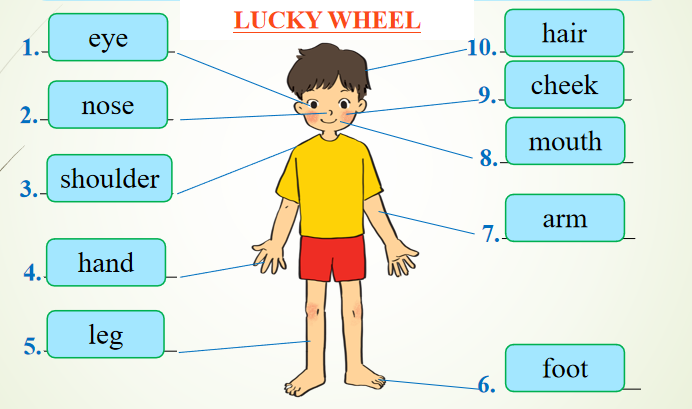 LUCKY WHEEL
1. eye
2. nose
3. shoulder
4. hand
5. leg
10. hair
9. cheek
8. mouth
7. arm
6. foot